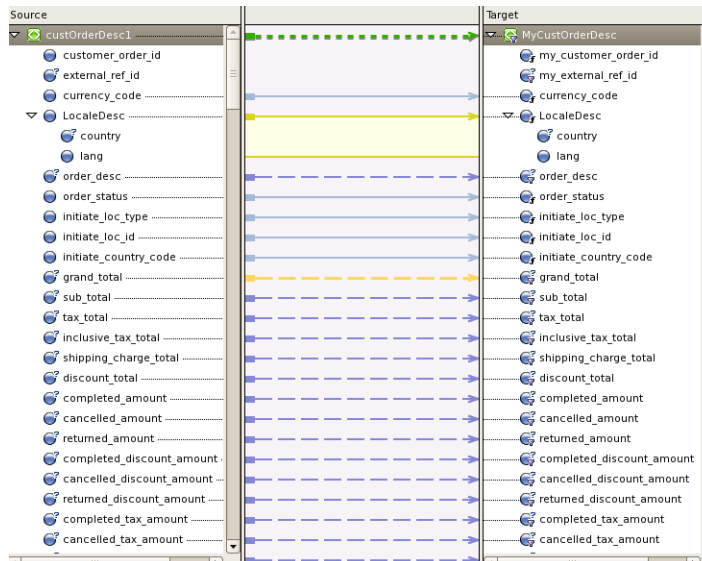 Source
Target
custOrderDesc1
MyCustOrderDesc
customer_order_id
my_customer_order_id
external_ref_id
my_external_ref_id
currency_code
currency_code
LocaleDesc
LocaleDesc
country
country
lang
lang
order_desc
order_desc
order_status
order_status
initiate_loc_type
initiate_loc_type
initiate_loc_id
initiate_loc_id
initiate_country_code
initiate_country_code
grand_total
grand_total
sub_total
sub_total
tax_total
tax_total
inclusive_tax_total
inclusive_tax_total
shipping_charge_total
shipping_charge_total
discount_total
discount_total
completed_amount
completed_amount
cancelled_amount
cancelled_amount
returned_amount
returned_amount
completed_discount_amount
completed_discount_amount
cancelled_discount_amount
cancelled_discount_amount
returned_discount_amount
returned_discount_amount
completed_tax_amount
completed_tax_amount
cancelled_tax_amount
cancelled_tax_amount